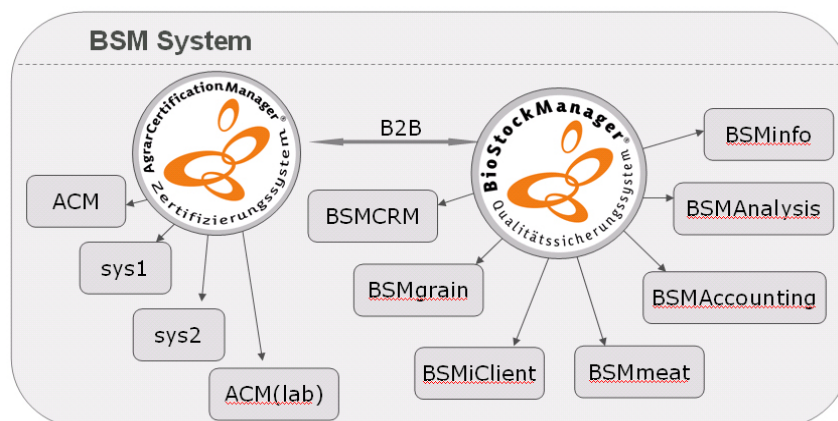 BSM System
AgrarCertificationManager®
Zertifizierungssystem
B2B
BioStockManager®
Qualitätssicherungssystem
BSMinfo
ACM
BSMCRM
BSMAnalysis
sys1
BSMgrain
BSMAccounting
sys2
BSMiClient
BSMmeat
ACM(lab)